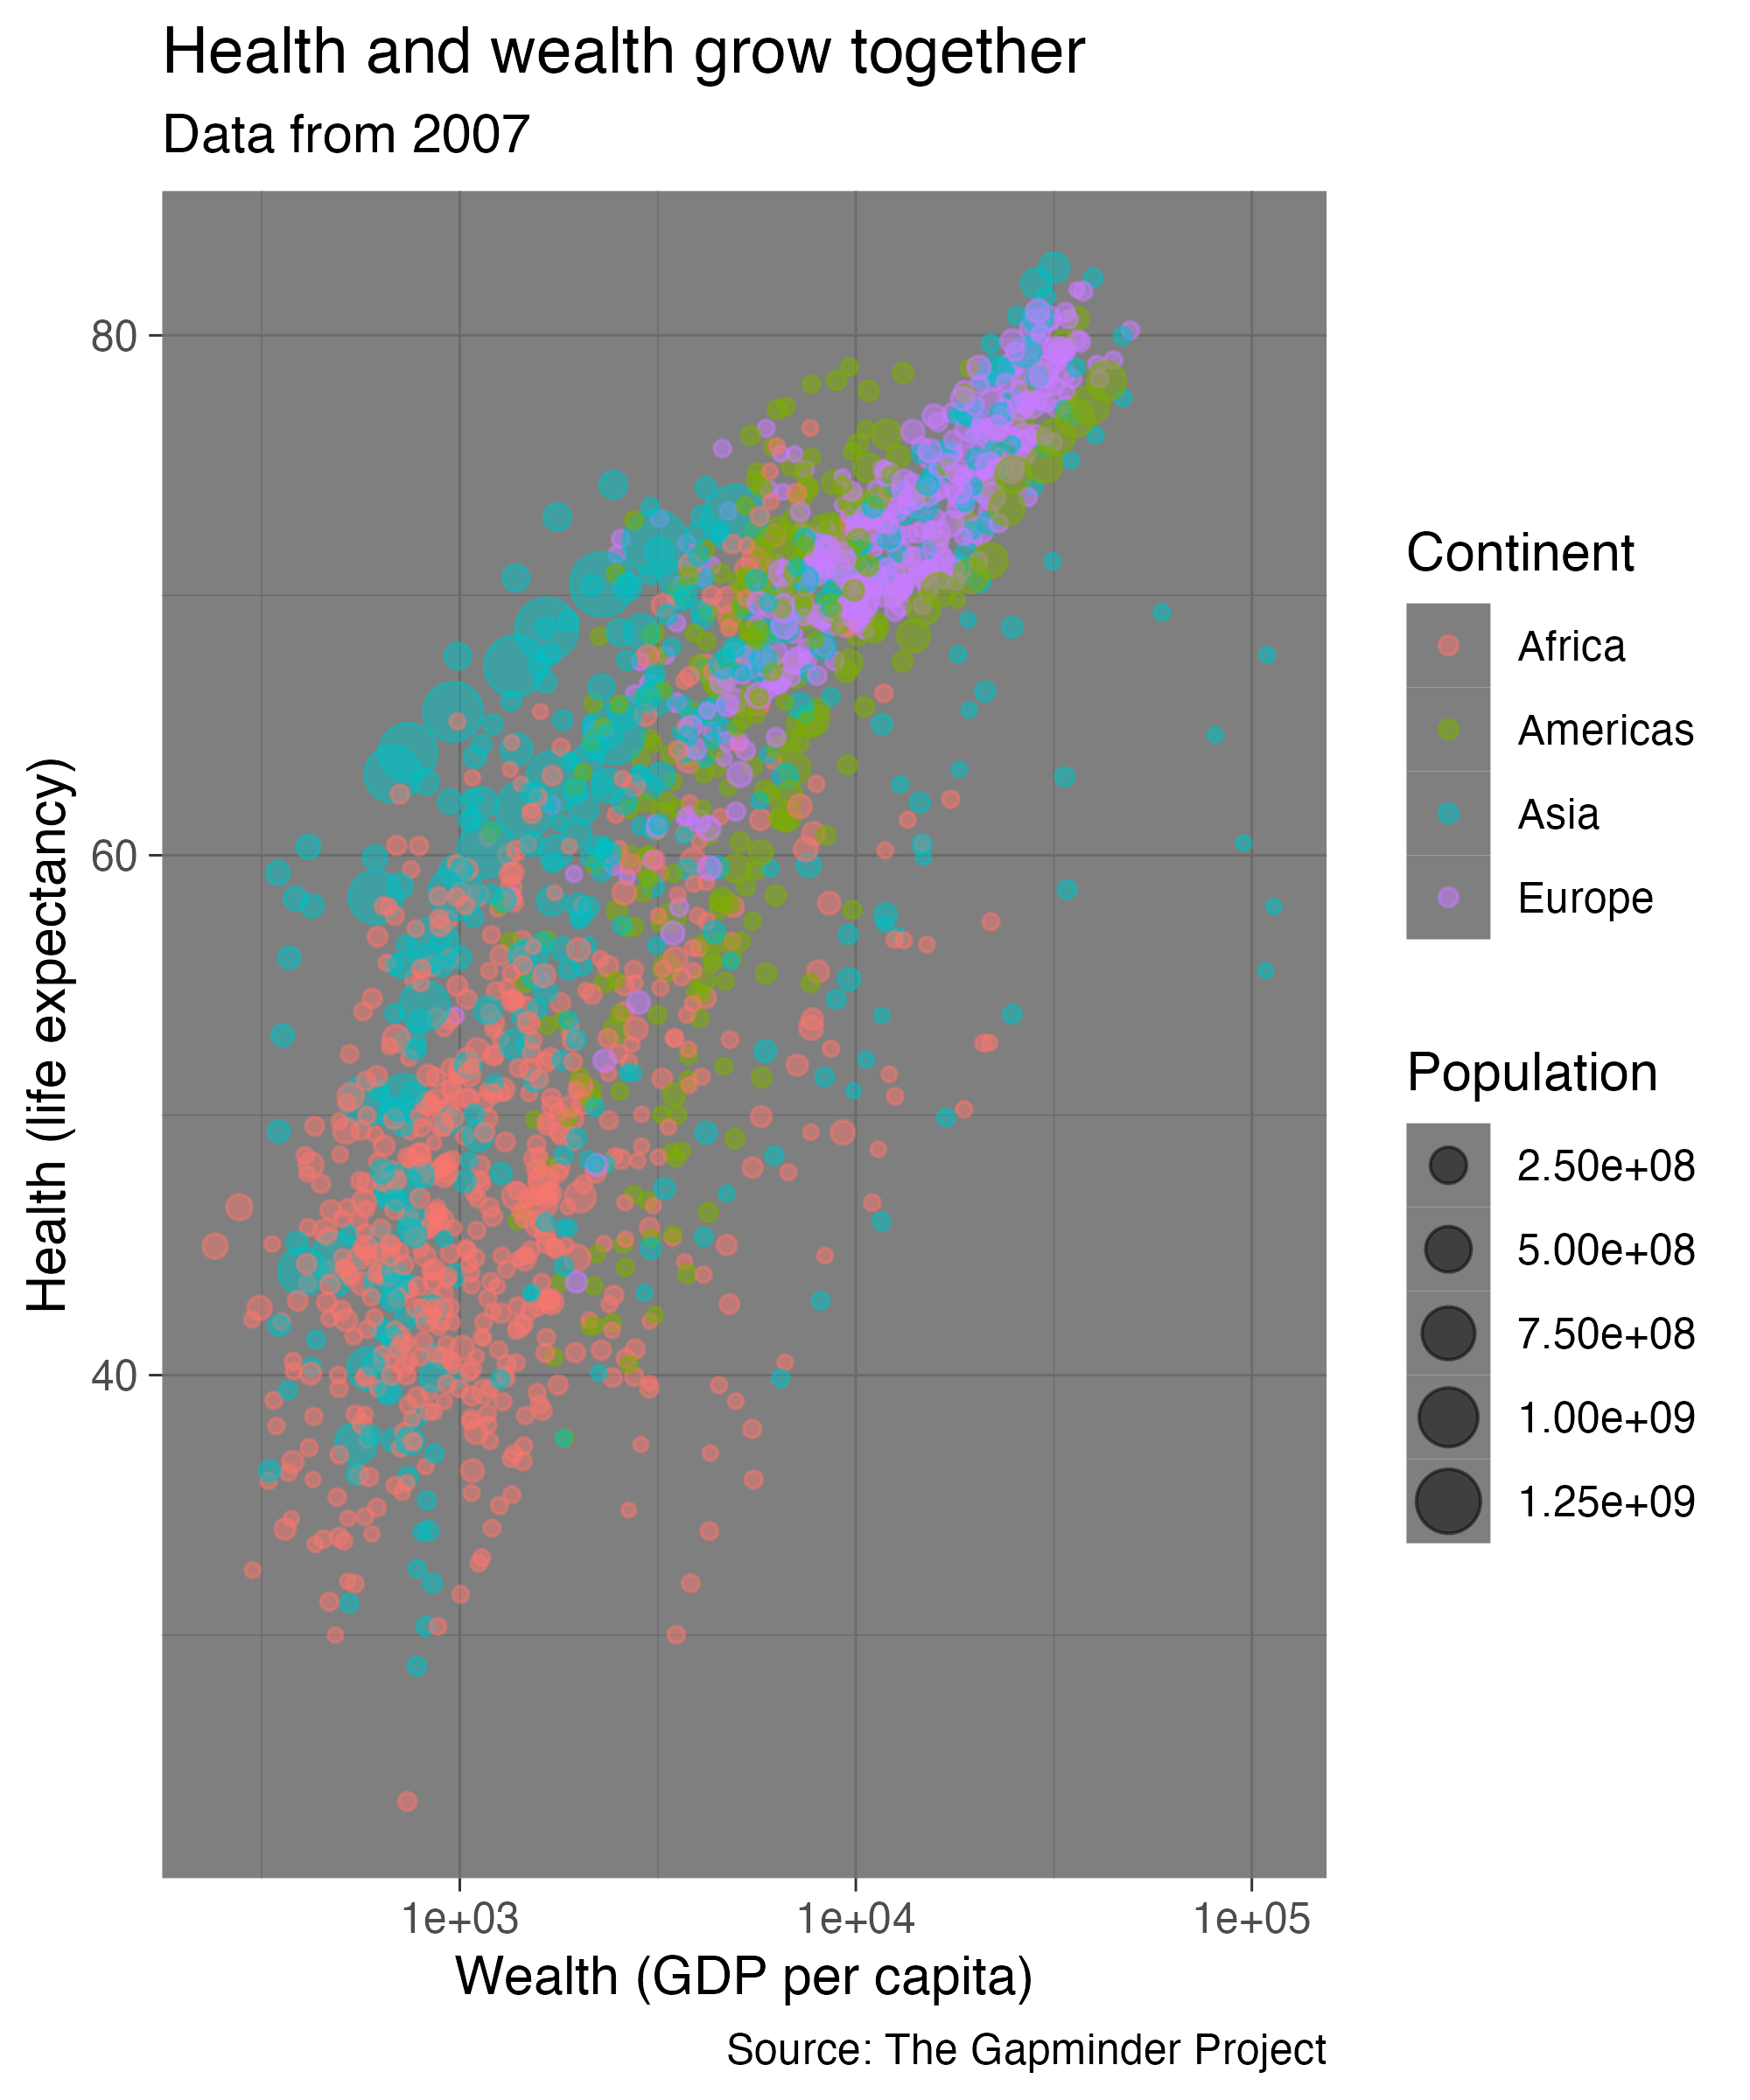 Health and wealth grow together
Data from 2007
Health (life expectancy)
80
60
40
1e+03
1e+04
1e+05
Wealth (GDP per capita)
Source: The Gapminder Project
Continent
Africa
Americas
Asia
Europe
Population
2.50e+08
5.00e+08
7.50e+08
1.00e+09
1.25e+09